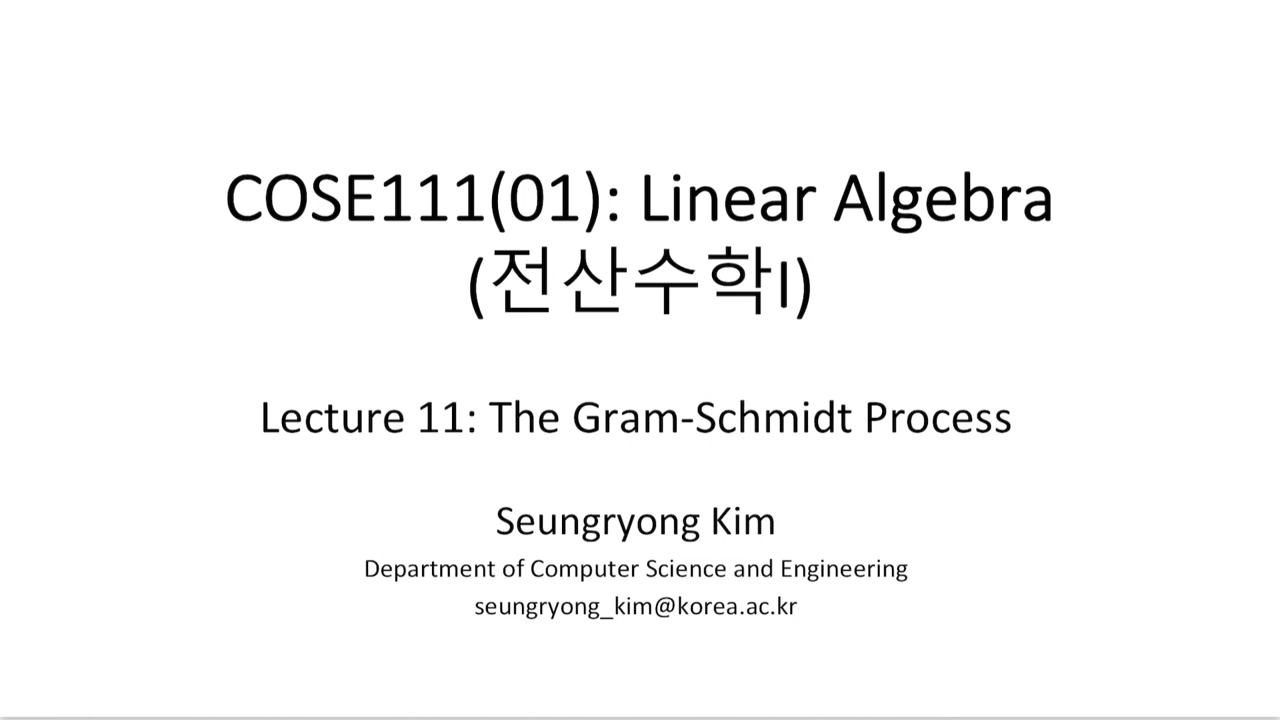 COSE111(01): Linear Algebra
(전산수학I)
Lecture 11: The Gram-Schmidt Process
Seungryong Kim
Department of Computer Science and Engineering
seungryong_kim@korea.ac.kr